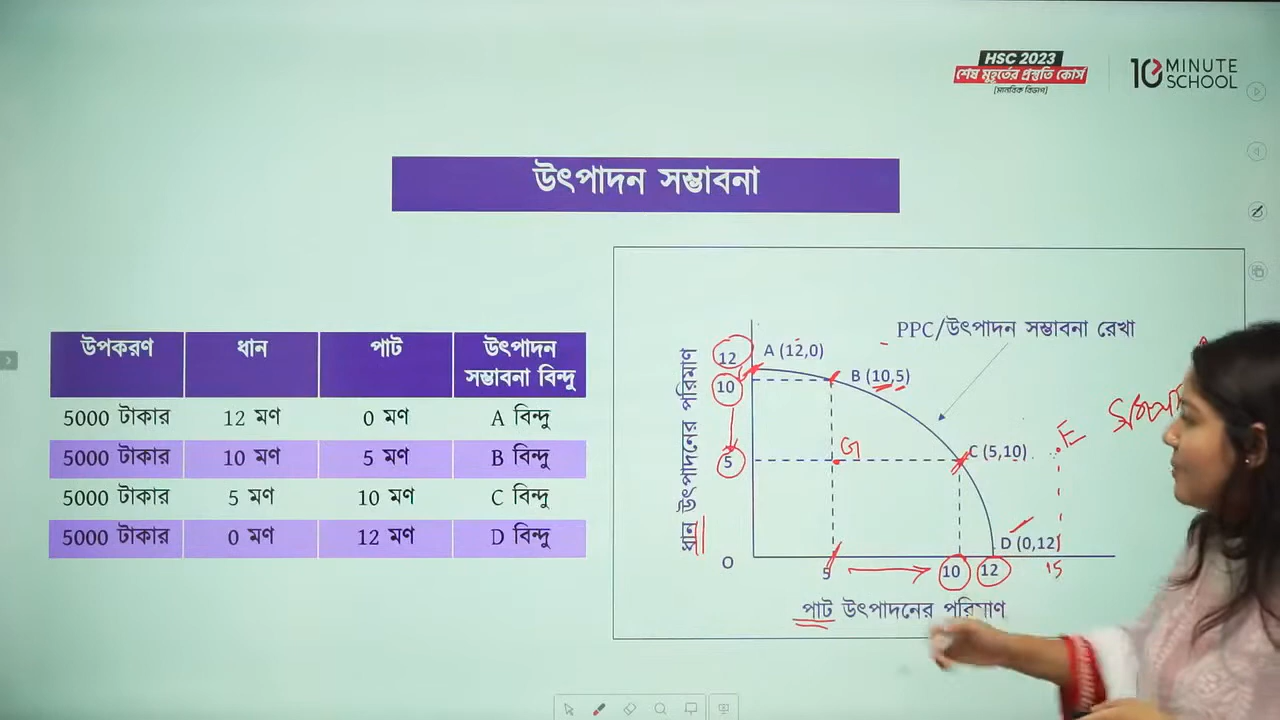 HSC 2023
শেষ মুহূর্তের প্রস্তুতি কোর্স
[মানবিক বিভাগ]
10 MINUTE SCHOOL
উৎপাদন সম্ভাবনা
উপকরণ ধান পাট উৎপাদন সম্ভাবনা বিন্দু
5000 টাকার 12 মণ 0 মণ A বিন্দু
5000 টাকার 10 মণ 5 মণ B বিন্দু
5000 টাকার 5 মণ 10 মণ C বিন্দু
5000 টাকার 0 মণ 12 মণ D বিন্দু
PPC/উৎপাদন সম্ভাবনা রেখা
ধান উৎপাদনের পরিমাণ
12 A (12,0)
10 B (10,5)
5 G C (5,10) E
D (0,12)
O 5 10 12 15
পাট উৎপাদনের পরিমাণ